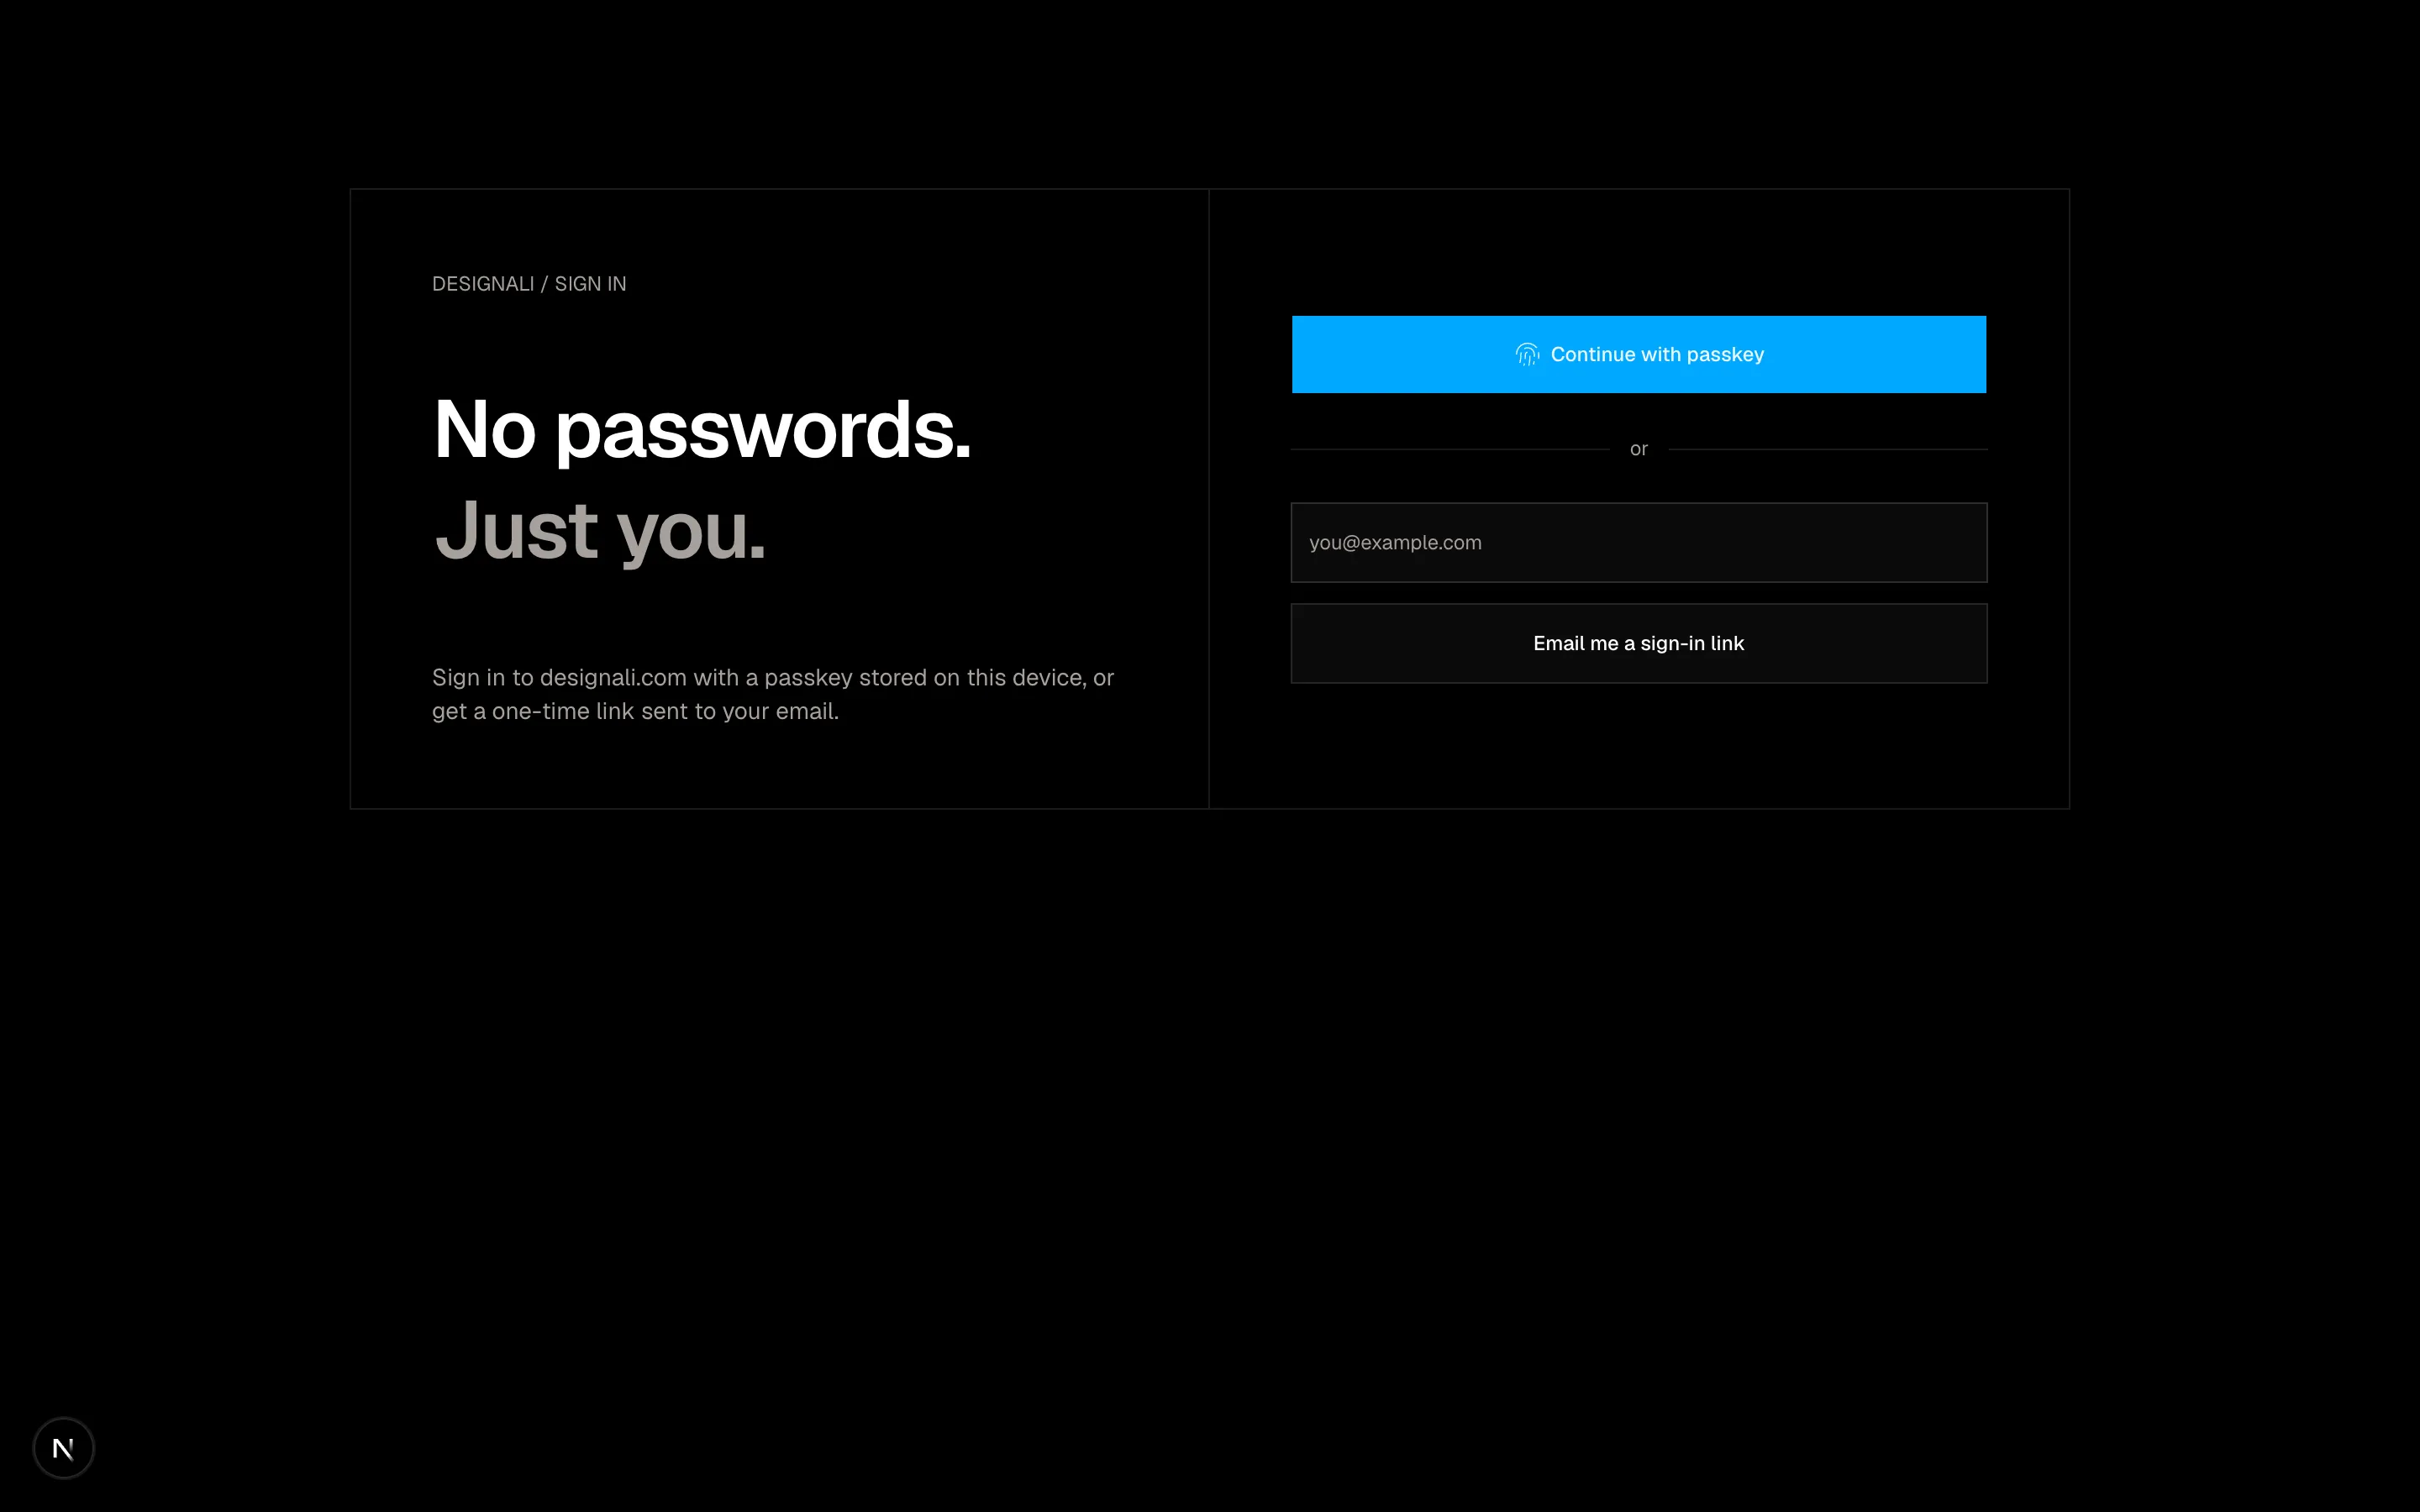 DESIGNALI / SIGN IN
No passwords.
Just you.
Sign in to designali.com with a passkey stored on this device, or
get a one-time link sent to your email.
Continue with passkey
or
you@example.com
Email me a sign-in link
N